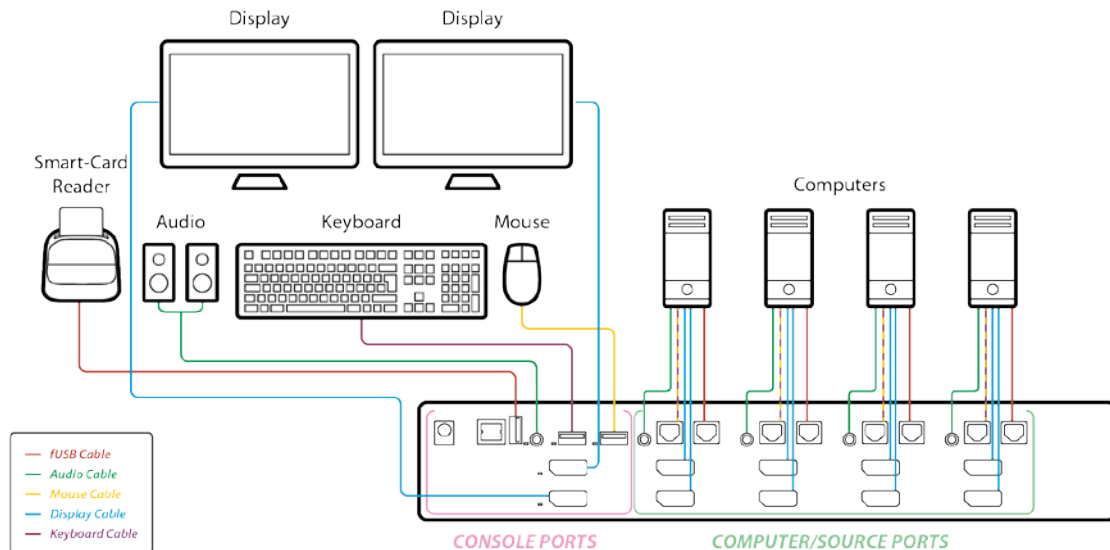 Display
Display
Smart-Card
Reader
Audio
Keyboard
Mouse
Computers
fUSB Cable
Audio Cable
Mouse Cable
Display Cable
Keyboard Cable
CONSOLE PORTS
COMPUTER/SOURCE PORTS